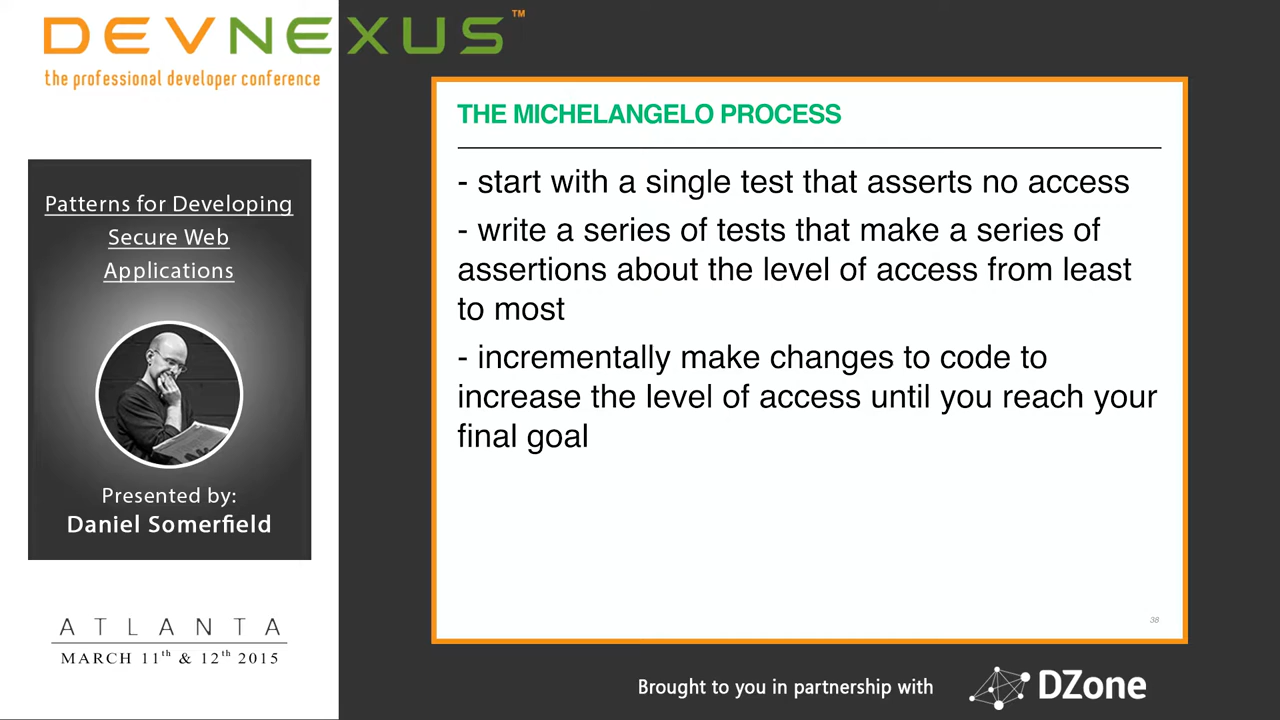 DEVNEXUS™
the professional developer conference
Patterns for Developing
Secure Web
Applications
Presented by:
Daniel Somerfield
ATLANTA
MARCH 11th & 12th 2015
THE MICHELANGELO PROCESS
- start with a single test that asserts no access
- write a series of tests that make a series of
assertions about the level of access from least
to most
- incrementally make changes to code to
increase the level of access until you reach your
final goal
38
Brought to you in partnership with
DZone